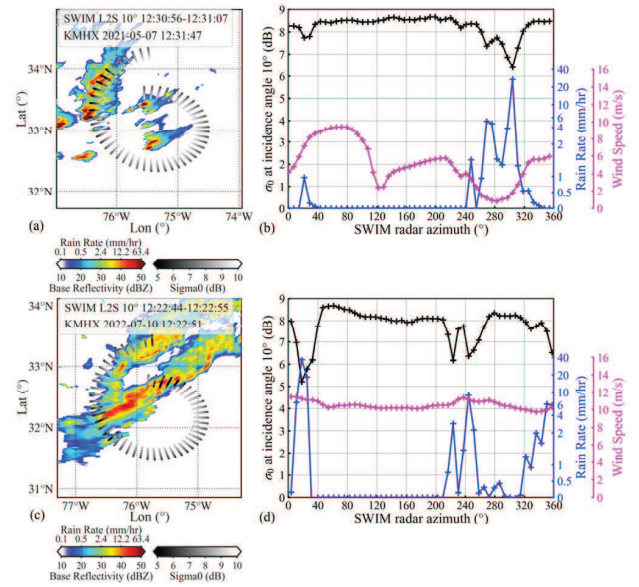 SWIM L2S 10° 12:30:56-12:31:07
KMHX 2021-05-07 12:31:47
34°N
33°N
32°N
Lat (°)
76°W 75°W 74°W
Lon (°)
(a)
Rain Rate (mm/hr)
0.1 0.5 2.4 12.2 63.4
10 20 30 40 50
5 6 7 8 9 10
Base Reflectivity (dBZ) Sigma0 (dB)
9
8
7
6
5
4
3
2
1
0
σ0 at incidence angle 10° (dB)
0 40 80 120 160 200 240 280 320 360
SWIM radar azimuth (°)
(b)
40
20
10
6
4
2
1
0.5
0
Rain Rate (mm/hr)
16
14
12
10
8
6
4
2
0
Wind Speed (m/s)
SWIM L2S 10° 12:22:44-12:22:55
KMHX 2022-07-10 12:22:51
34°N
33°N
32°N
31°N
Lat (°)
77°W 76°W 75°W
Lon (°)
(c)
Rain Rate (mm/hr)
0.1 0.5 2.4 12.2 63.4
10 20 30 40 50
5 6 7 8 9 10
Base Reflectivity (dBZ) Sigma0 (dB)
9
8
7
6
5
4
3
2
1
0
σ0 at incidence angle 10° (dB)
0 40 80 120 160 200 240 280 320 360
SWIM radar azimuth (°)
(d)
40
20
10
6
2
1
0.5
0
Rain Rate (mm/hr)
16
14
12
10
8
6
4
2
0
Wind Speed (m/s)